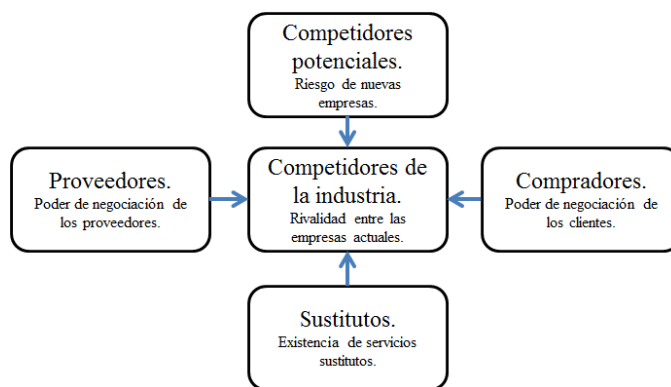 Competidores
potenciales.
Riesgo de nuevas
empresas.
Proveedores.
Poder de negociación de
los proveedores.
Competidores de
la industria.
Rivalidad entre las
empresas actuales.
Compradores.
Poder de negociación de
los clientes.
Sustitutos.
Existencia de servicios
sustitutos.